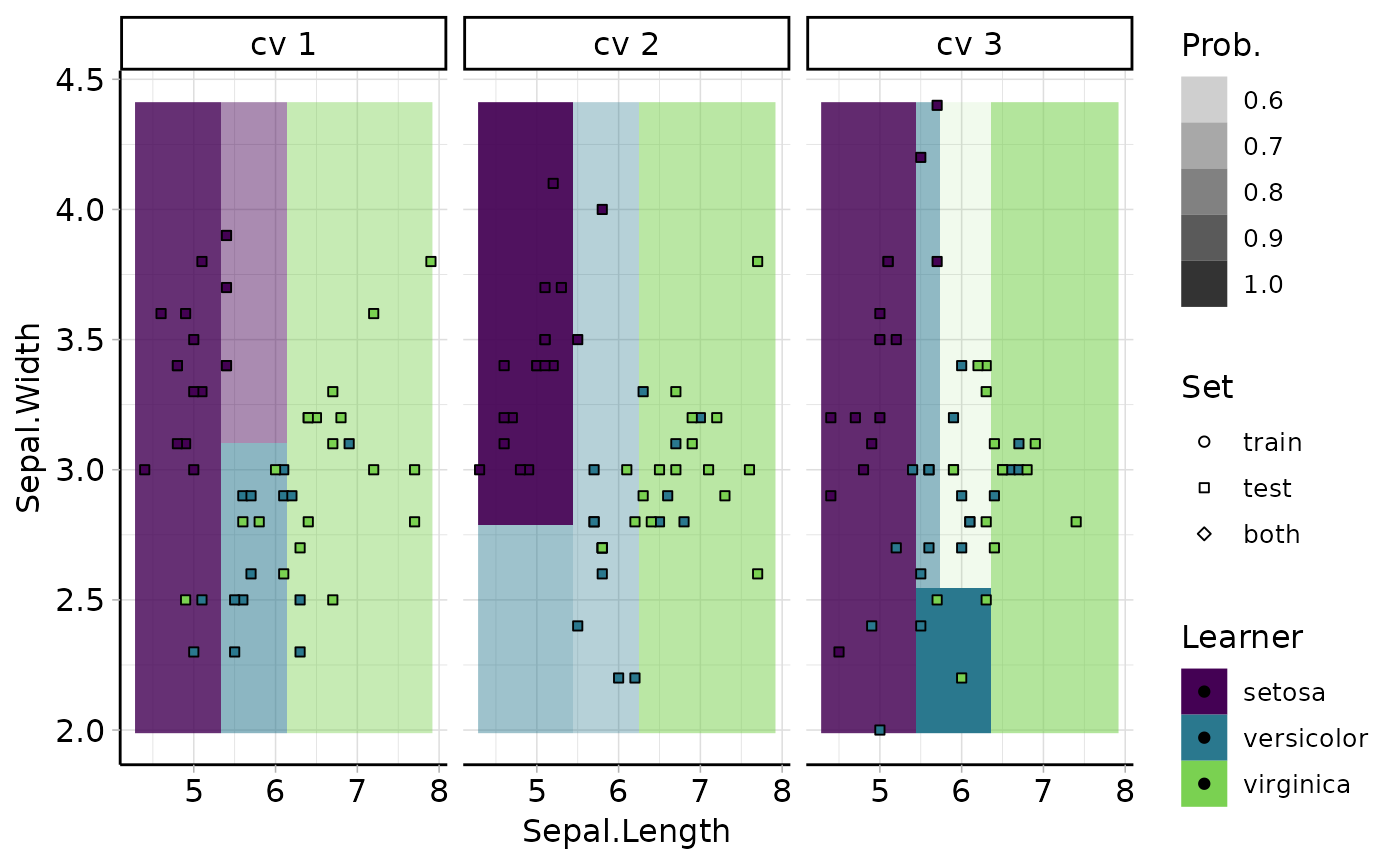 cv 1
cv 2
cv 3
4.5
4.0
3.5
3.0
2.5
2.0
Sepal.Width
5 6 7 8
5 6 7 8
5 6 7 8
Sepal.Length
Prob.
0.6
0.7
0.8
0.9
1.0
Set
train
test
both
Learner
setosa
versicolor
virginica